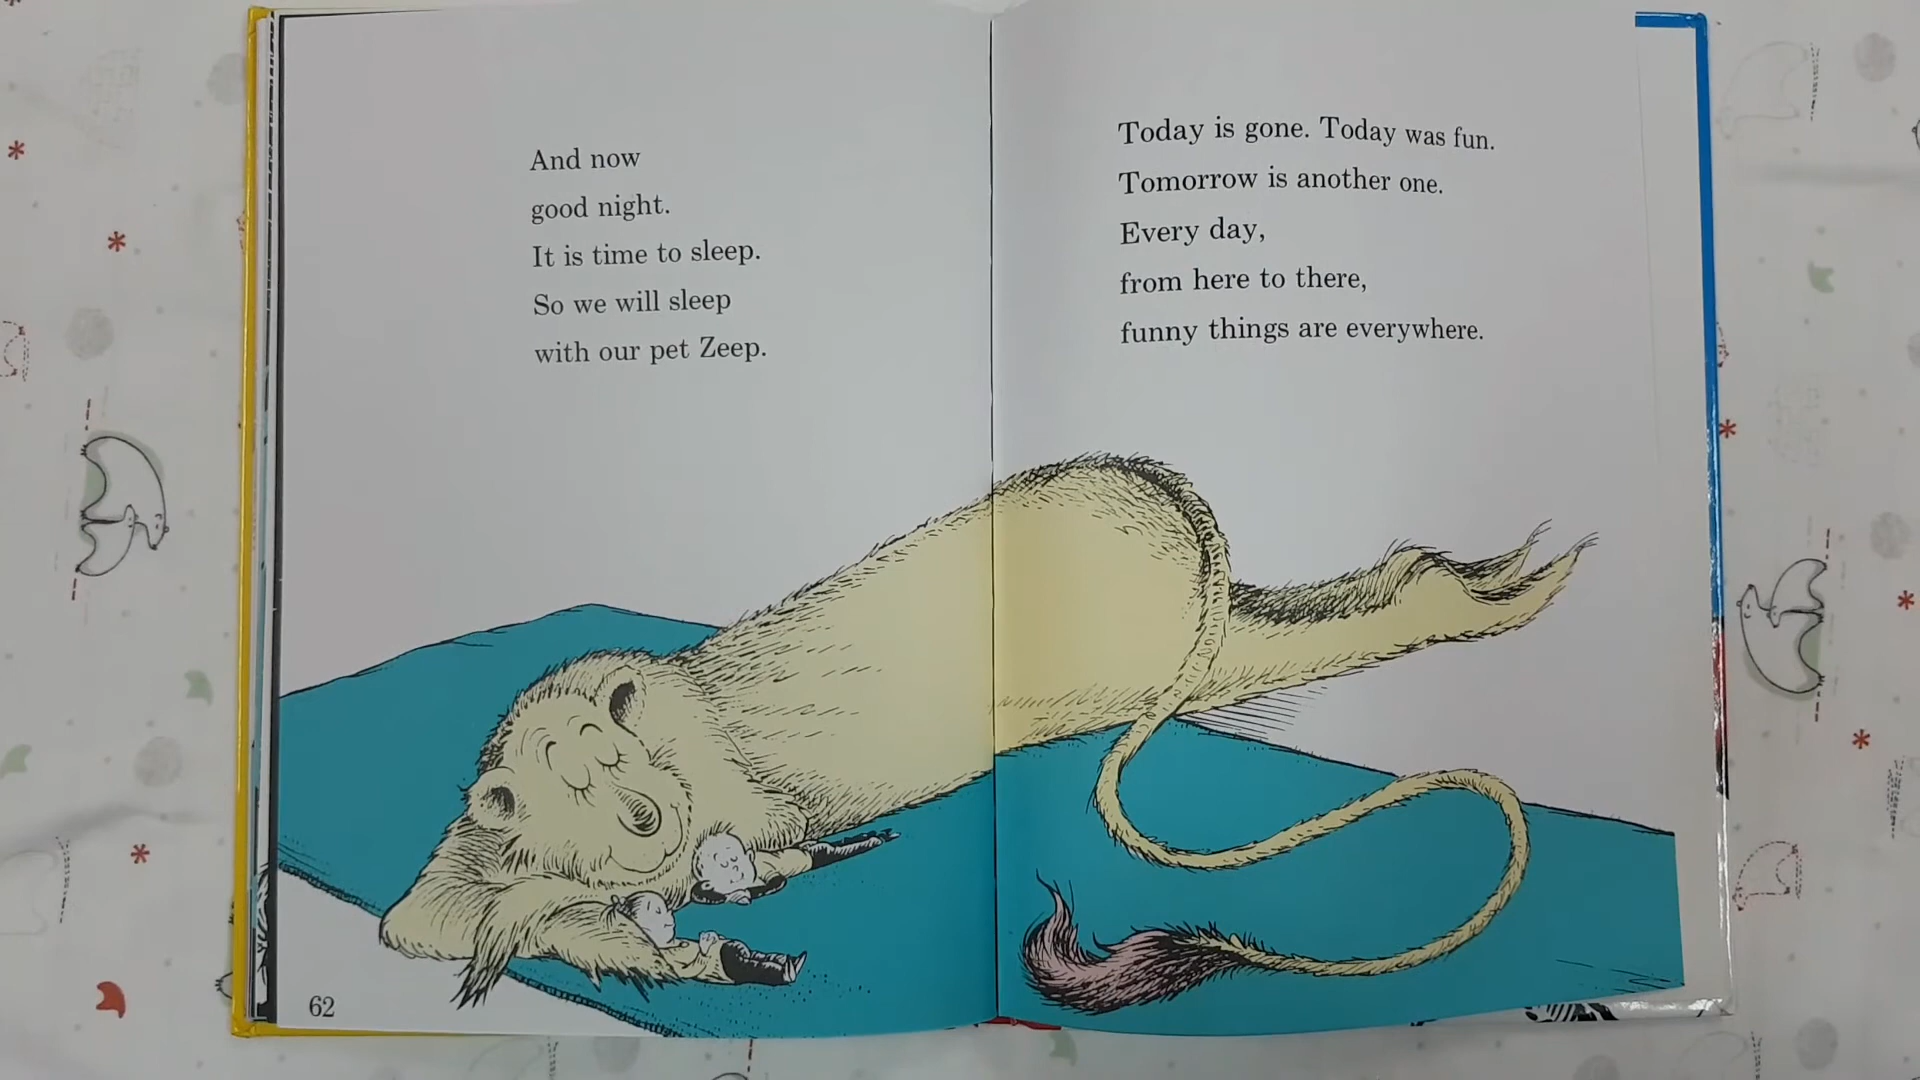 And now
good night.
It is time to sleep.
So we will sleep
with our pet Zeep.
62
Today is gone. Today was fun.
Tomorrow is another one.
Every day,
from here to there,
funny things are everywhere.